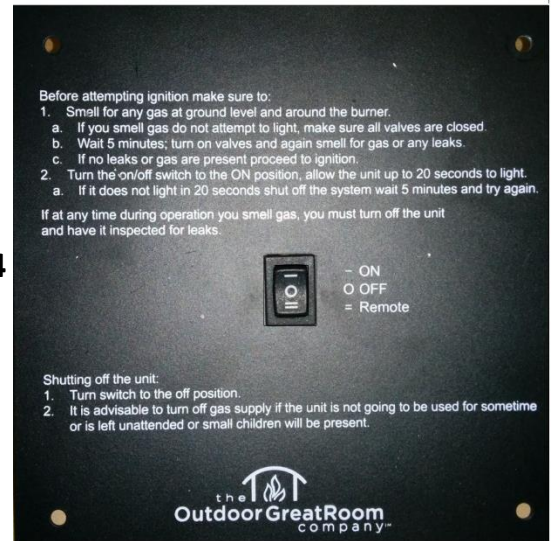 Before attempting ignition make sure to:
1. Smell for any gas at ground level and around the burner.
a. If you smell gas do not attempt to light, make sure all valves are closed.
b. Wait 5 minutes; turn on valves and again smell for gas or any leaks.
c. If no leaks or gas are present proceed to ignition.
2. Turn the on/off switch to the ON position, allow the unit up to 20 seconds to light.
a. If it does not light in 20 seconds shut off the system wait 5 minutes and try again.
If at any time during operation you smell gas, you must turn off the unit
and have it inspected for leaks.
4
– ON
O OFF
= Remote
Shutting off the unit:
1. Turn switch to the off position.
2. It is advisable to turn off gas supply if the unit is not going to be used for sometime
or is left unattended or small children will be present.
the
Outdoor GreatRoom
company™